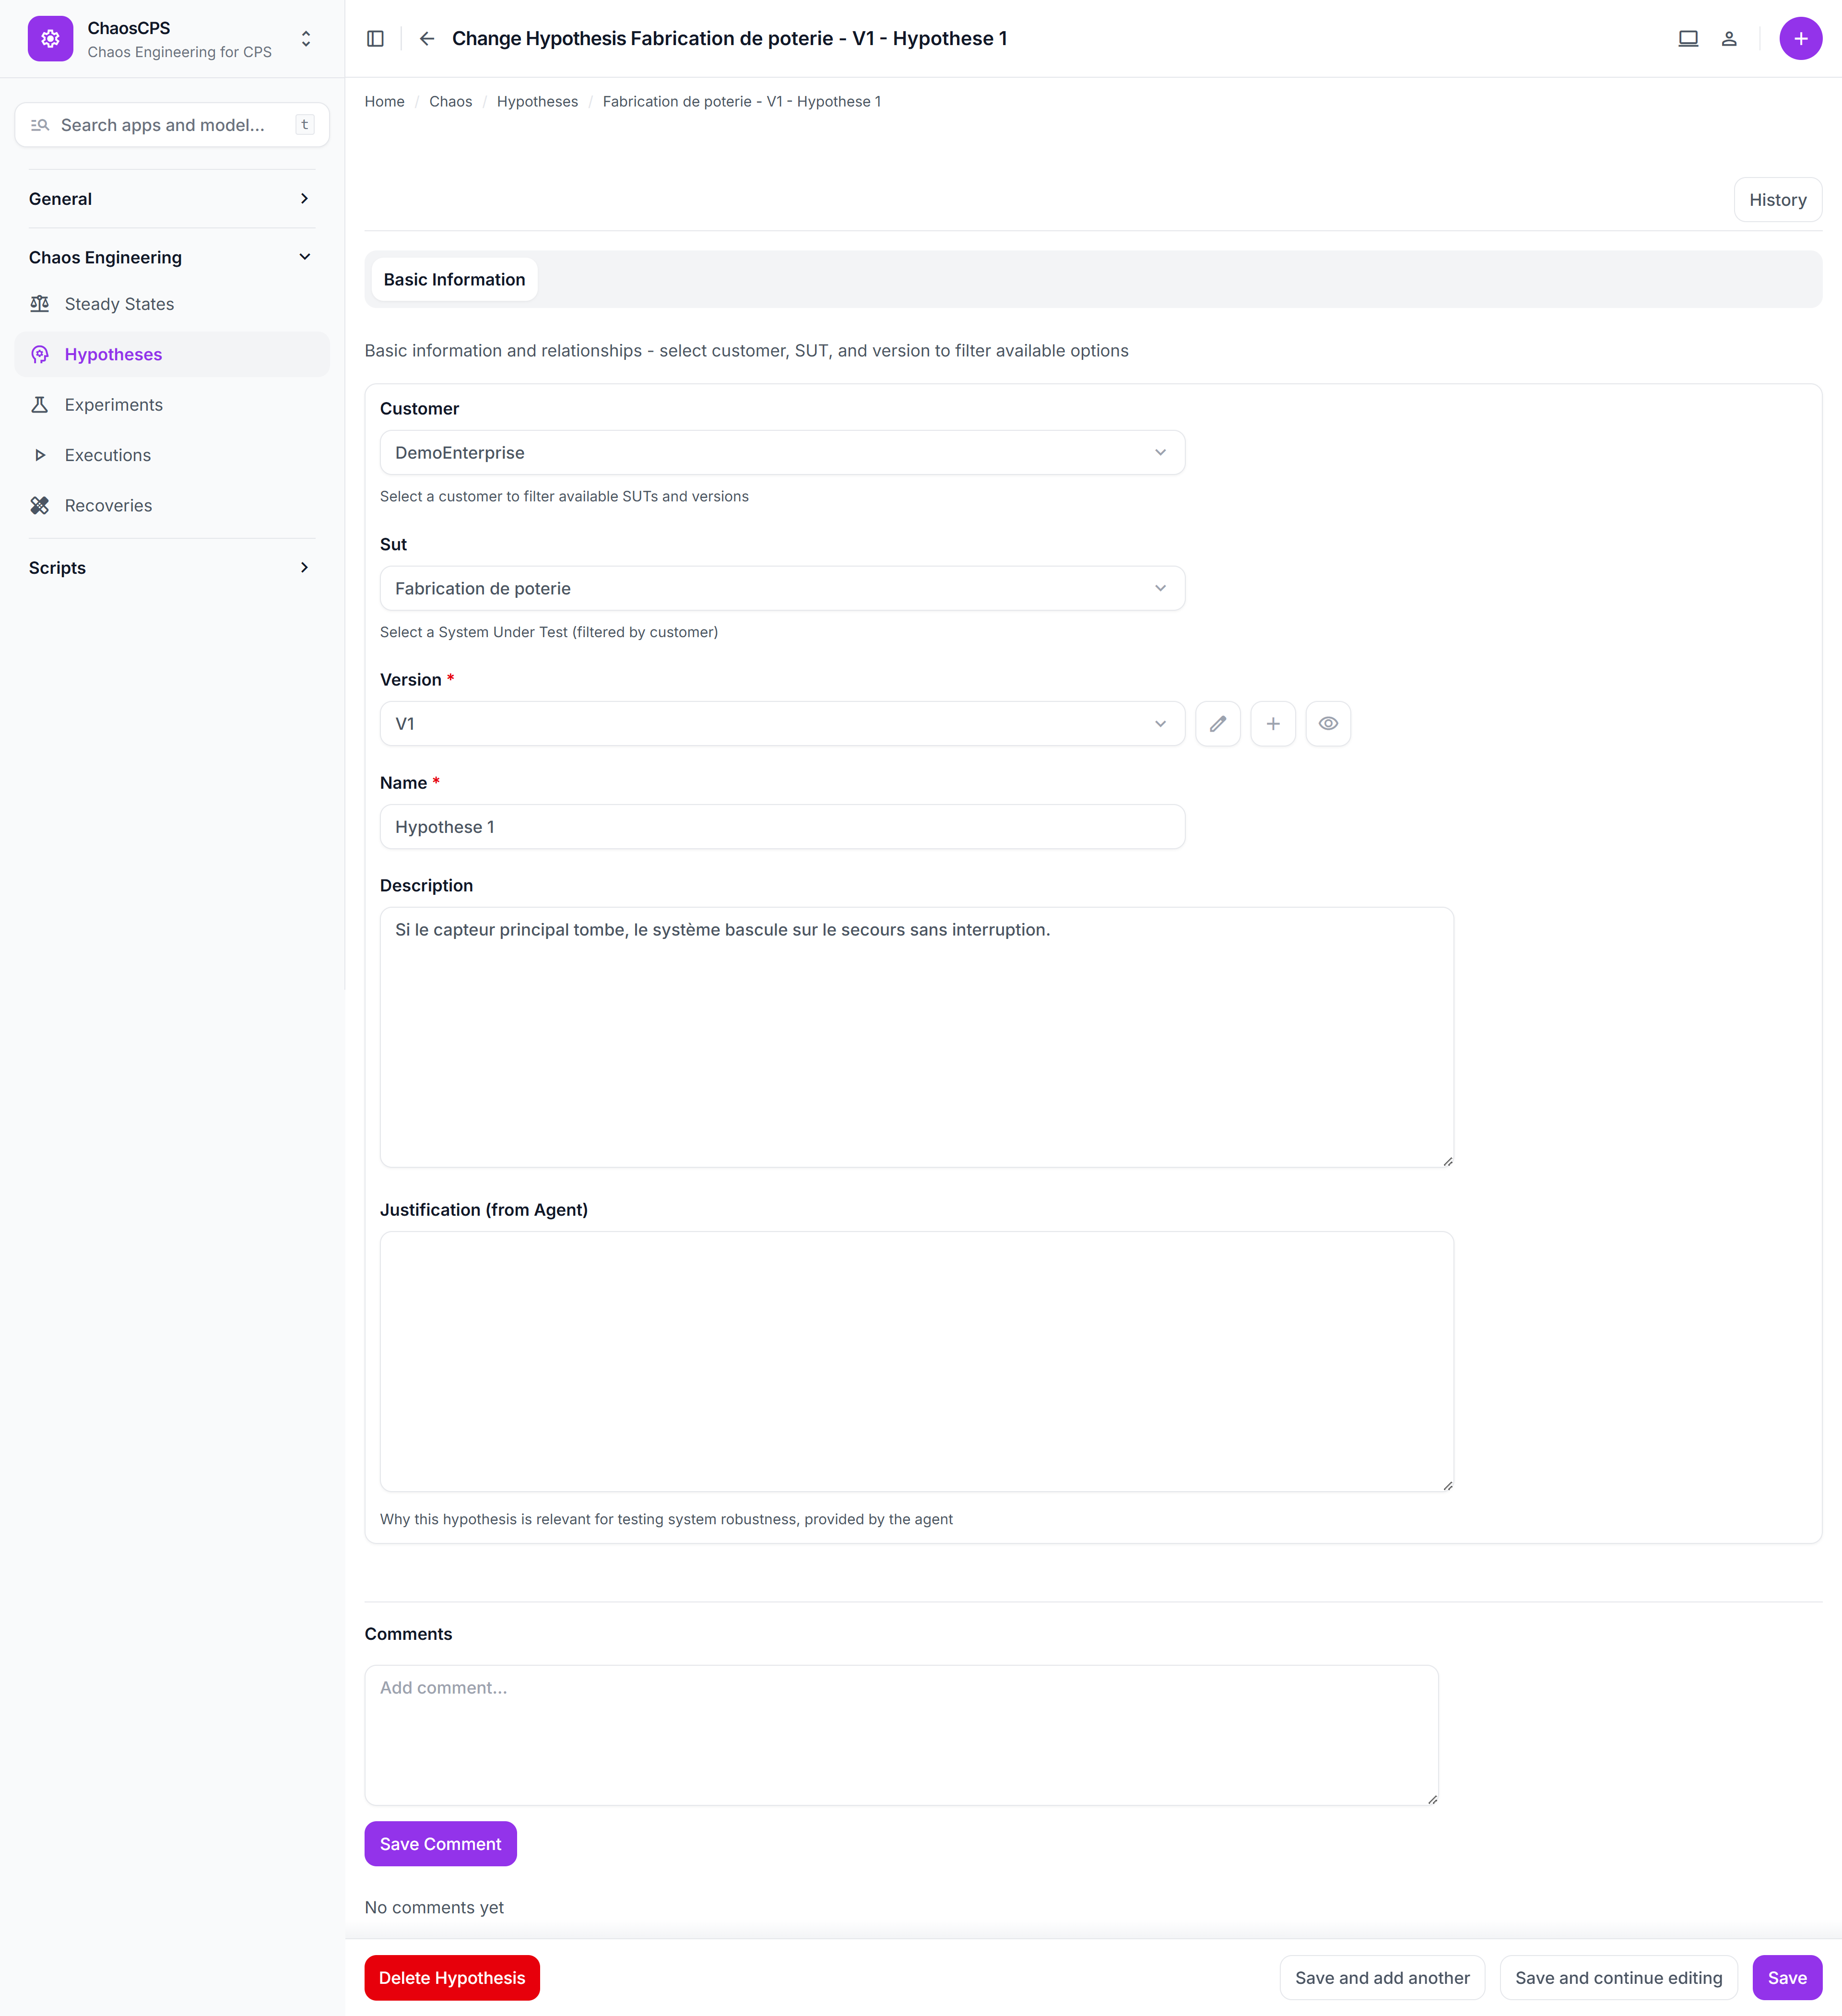 ChaosCPS
Chaos Engineering for CPS
Search apps and model...
t
General
Chaos Engineering
Steady States
Hypotheses
Experiments
Executions
Recoveries
Scripts
Change Hypothesis Fabrication de poterie - V1 - Hypothese 1
Home / Chaos / Hypotheses / Fabrication de poterie - V1 - Hypothese 1
History
Basic Information
Basic information and relationships - select customer, SUT, and version to filter available options
Customer
DemoEnterprise
Select a customer to filter available SUTs and versions
Sut
Fabrication de poterie
Select a System Under Test (filtered by customer)
Version *
V1
Name *
Hypothese 1
Description
Si le capteur principal tombe, le système bascule sur le secours sans interruption.
Justification (from Agent)
Why this hypothesis is relevant for testing system robustness, provided by the agent
Comments
Add comment...
Save Comment
No comments yet
Delete Hypothesis
Save and add another
Save and continue editing
Save